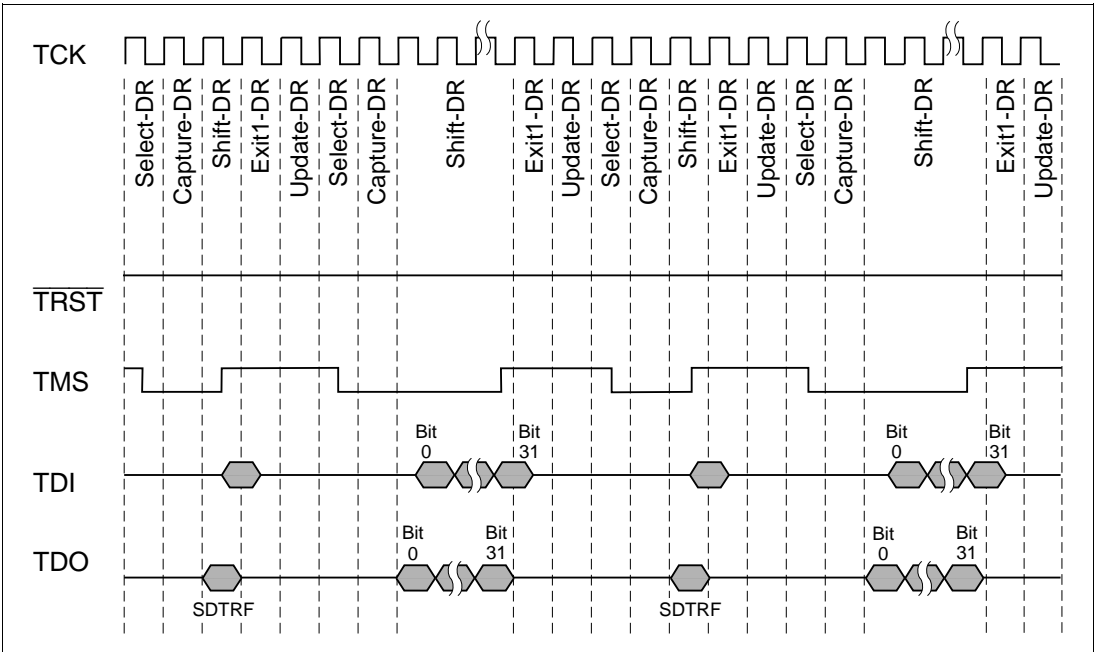 TCK
Select-DR
Capture-DR
Shift-DR
Exit1-DR
Update-DR
Select-DR
Capture-DR
Shift-DR
Exit1-DR
Update-DR
Select-DR
Capture-DR
Shift-DR
Exit1-DR
Update-DR
Select-DR
Capture-DR
Shift-DR
Exit1-DR
Update-DR
TRST
TMS
TDI
Bit
0
Bit
31
Bit
0
Bit
31
TDO
Bit
0
Bit
31
Bit
0
Bit
31
SDTRF
SDTRF